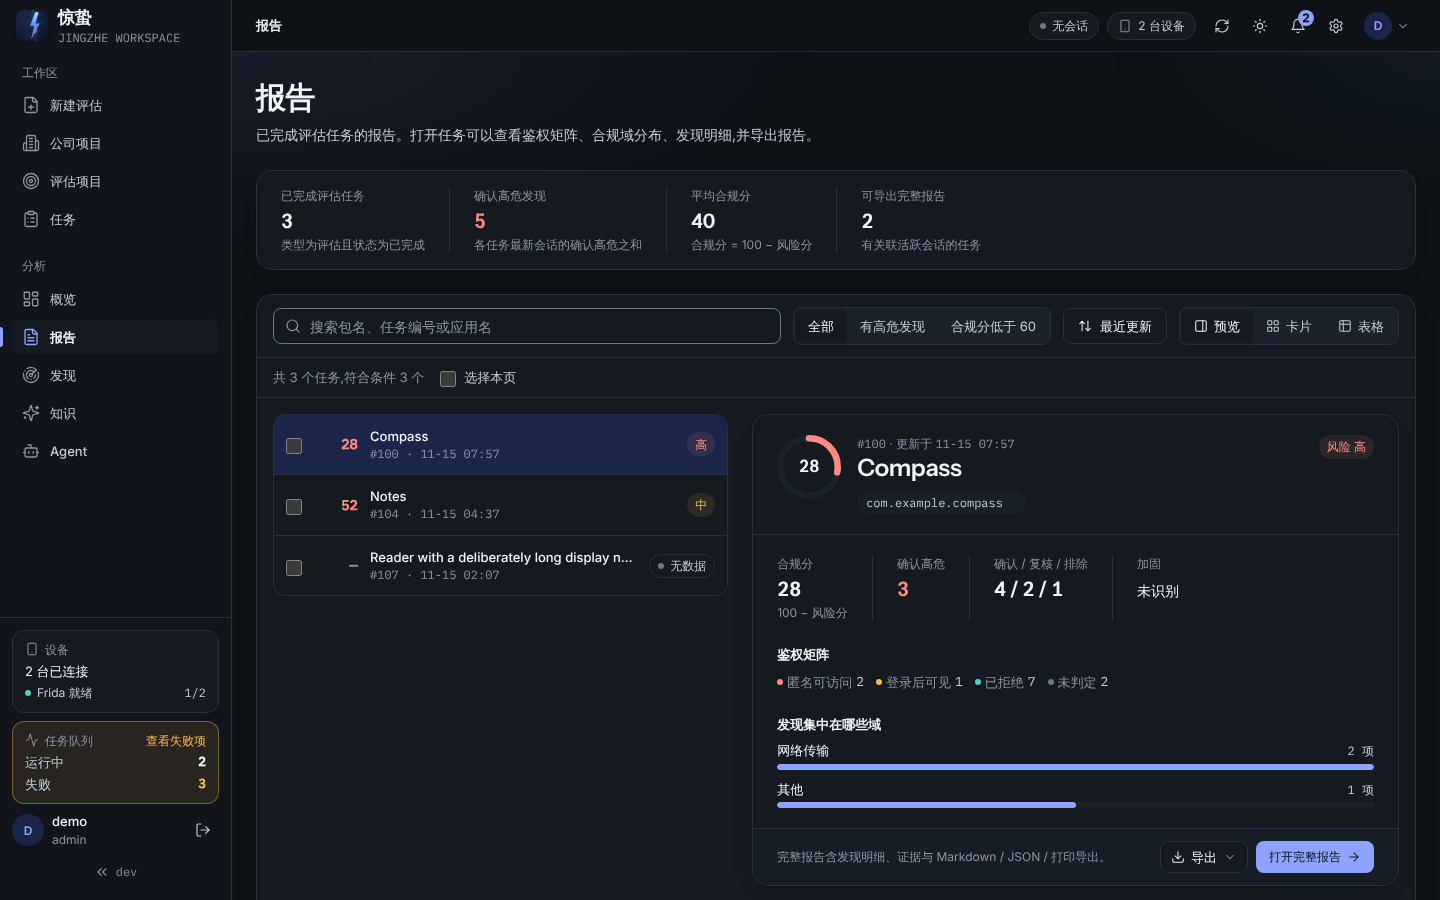 惊蛰
JINGZHE WORKSPACE
工作区
新建评估
公司项目
评估项目
任务
分析
概览
报告
发现
知识
Agent
设备
2 台已连接
Frida 就绪 1/2
任务队列 查看失败项
运行中 2
失败 3
D demo
admin
dev
报告
无会话
2 台设备
2
D
报告
已完成评估任务的报告。打开任务可以查看鉴权矩阵、合规域分布、发现明细,并导出报告。
已完成评估任务
3
类型为评估且状态为已完成
确认高危发现
5
各任务最新会话的确认高危之和
平均合规分
40
合规分 = 100 − 风险分
可导出完整报告
2
有关联活跃会话的任务
搜索包名、任务编号或应用名
全部 有高危发现 合规分低于 60
最近更新
预览 卡片 表格
共 3 个任务,符合条件 3 个 选择本页
28 Compass 高
#100 · 11-15 07:57
52 Notes 中
#104 · 11-15 04:37
— Reader with a deliberately long display n... 无数据
#107 · 11-15 02:07
28
#100 · 更新于 11-15 07:57
Compass
com.example.compass
风险 高
合规分
28
100 − 风险分
确认高危
3
确认 / 复核 / 排除
4 / 2 / 1
加固
未识别
鉴权矩阵
匿名可访问 2 登录后可见 1 已拒绝 7 未判定 2
发现集中在哪些域
网络传输 2 项
其他 1 项
完整报告含发现明细、证据与 Markdown / JSON / 打印导出。
导出
打开完整报告